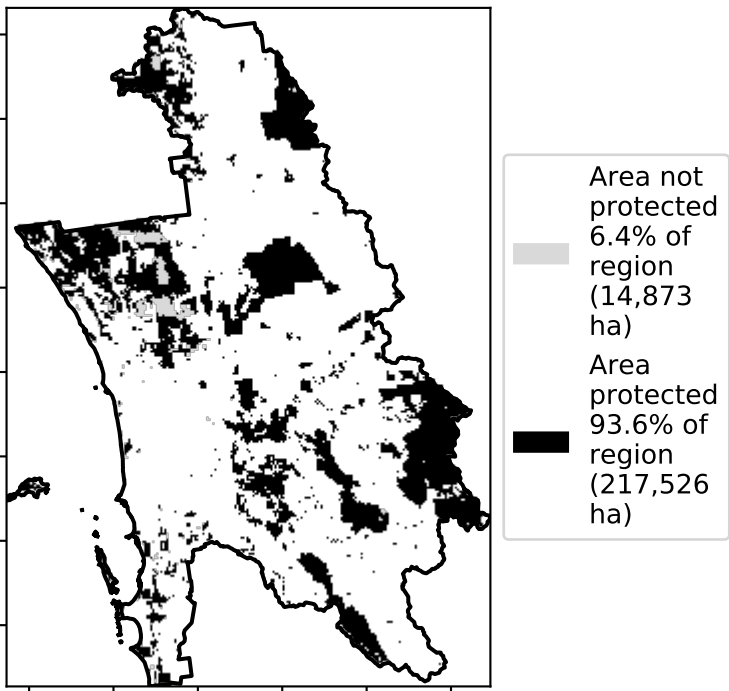 Area not
protected
6.4% of
region
(14,873
ha)
Area
protected
93.6% of
region
(217,526
ha)